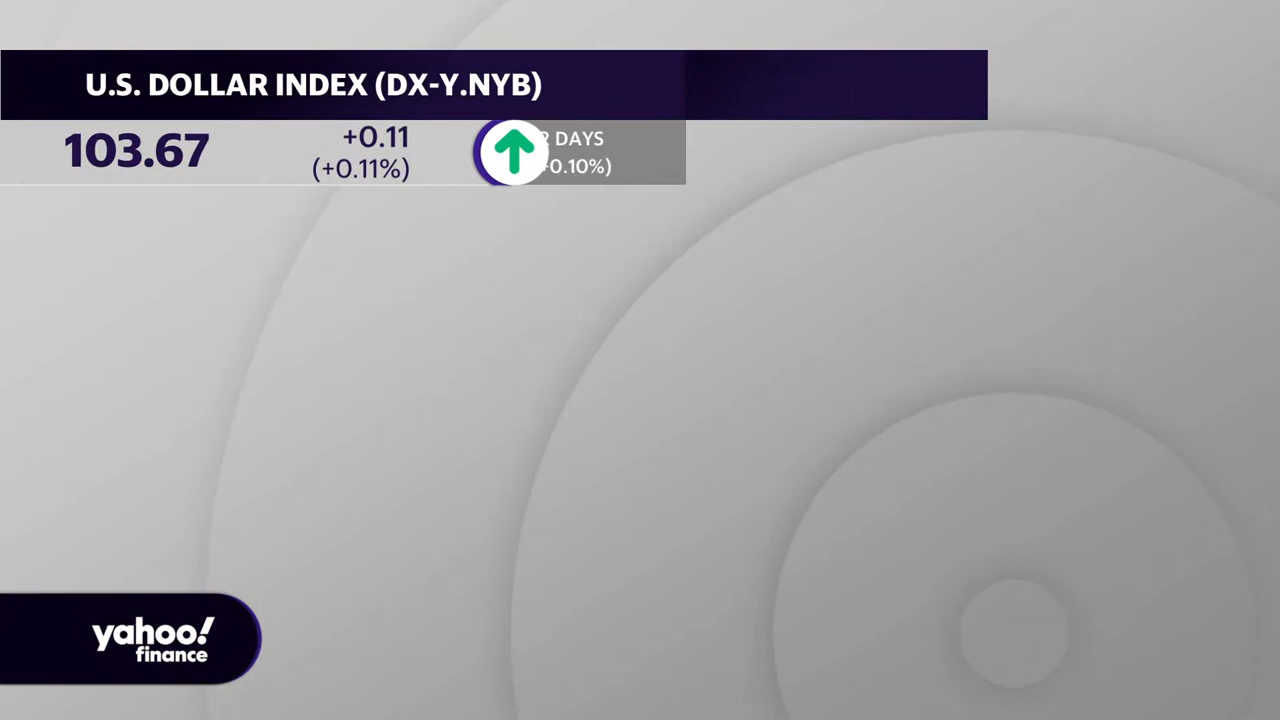 U.S. DOLLAR INDEX (DX-Y.NYB)
103.67
+0.11
(+0.11%)
DAYS
0.10%)
yahoo!
finance